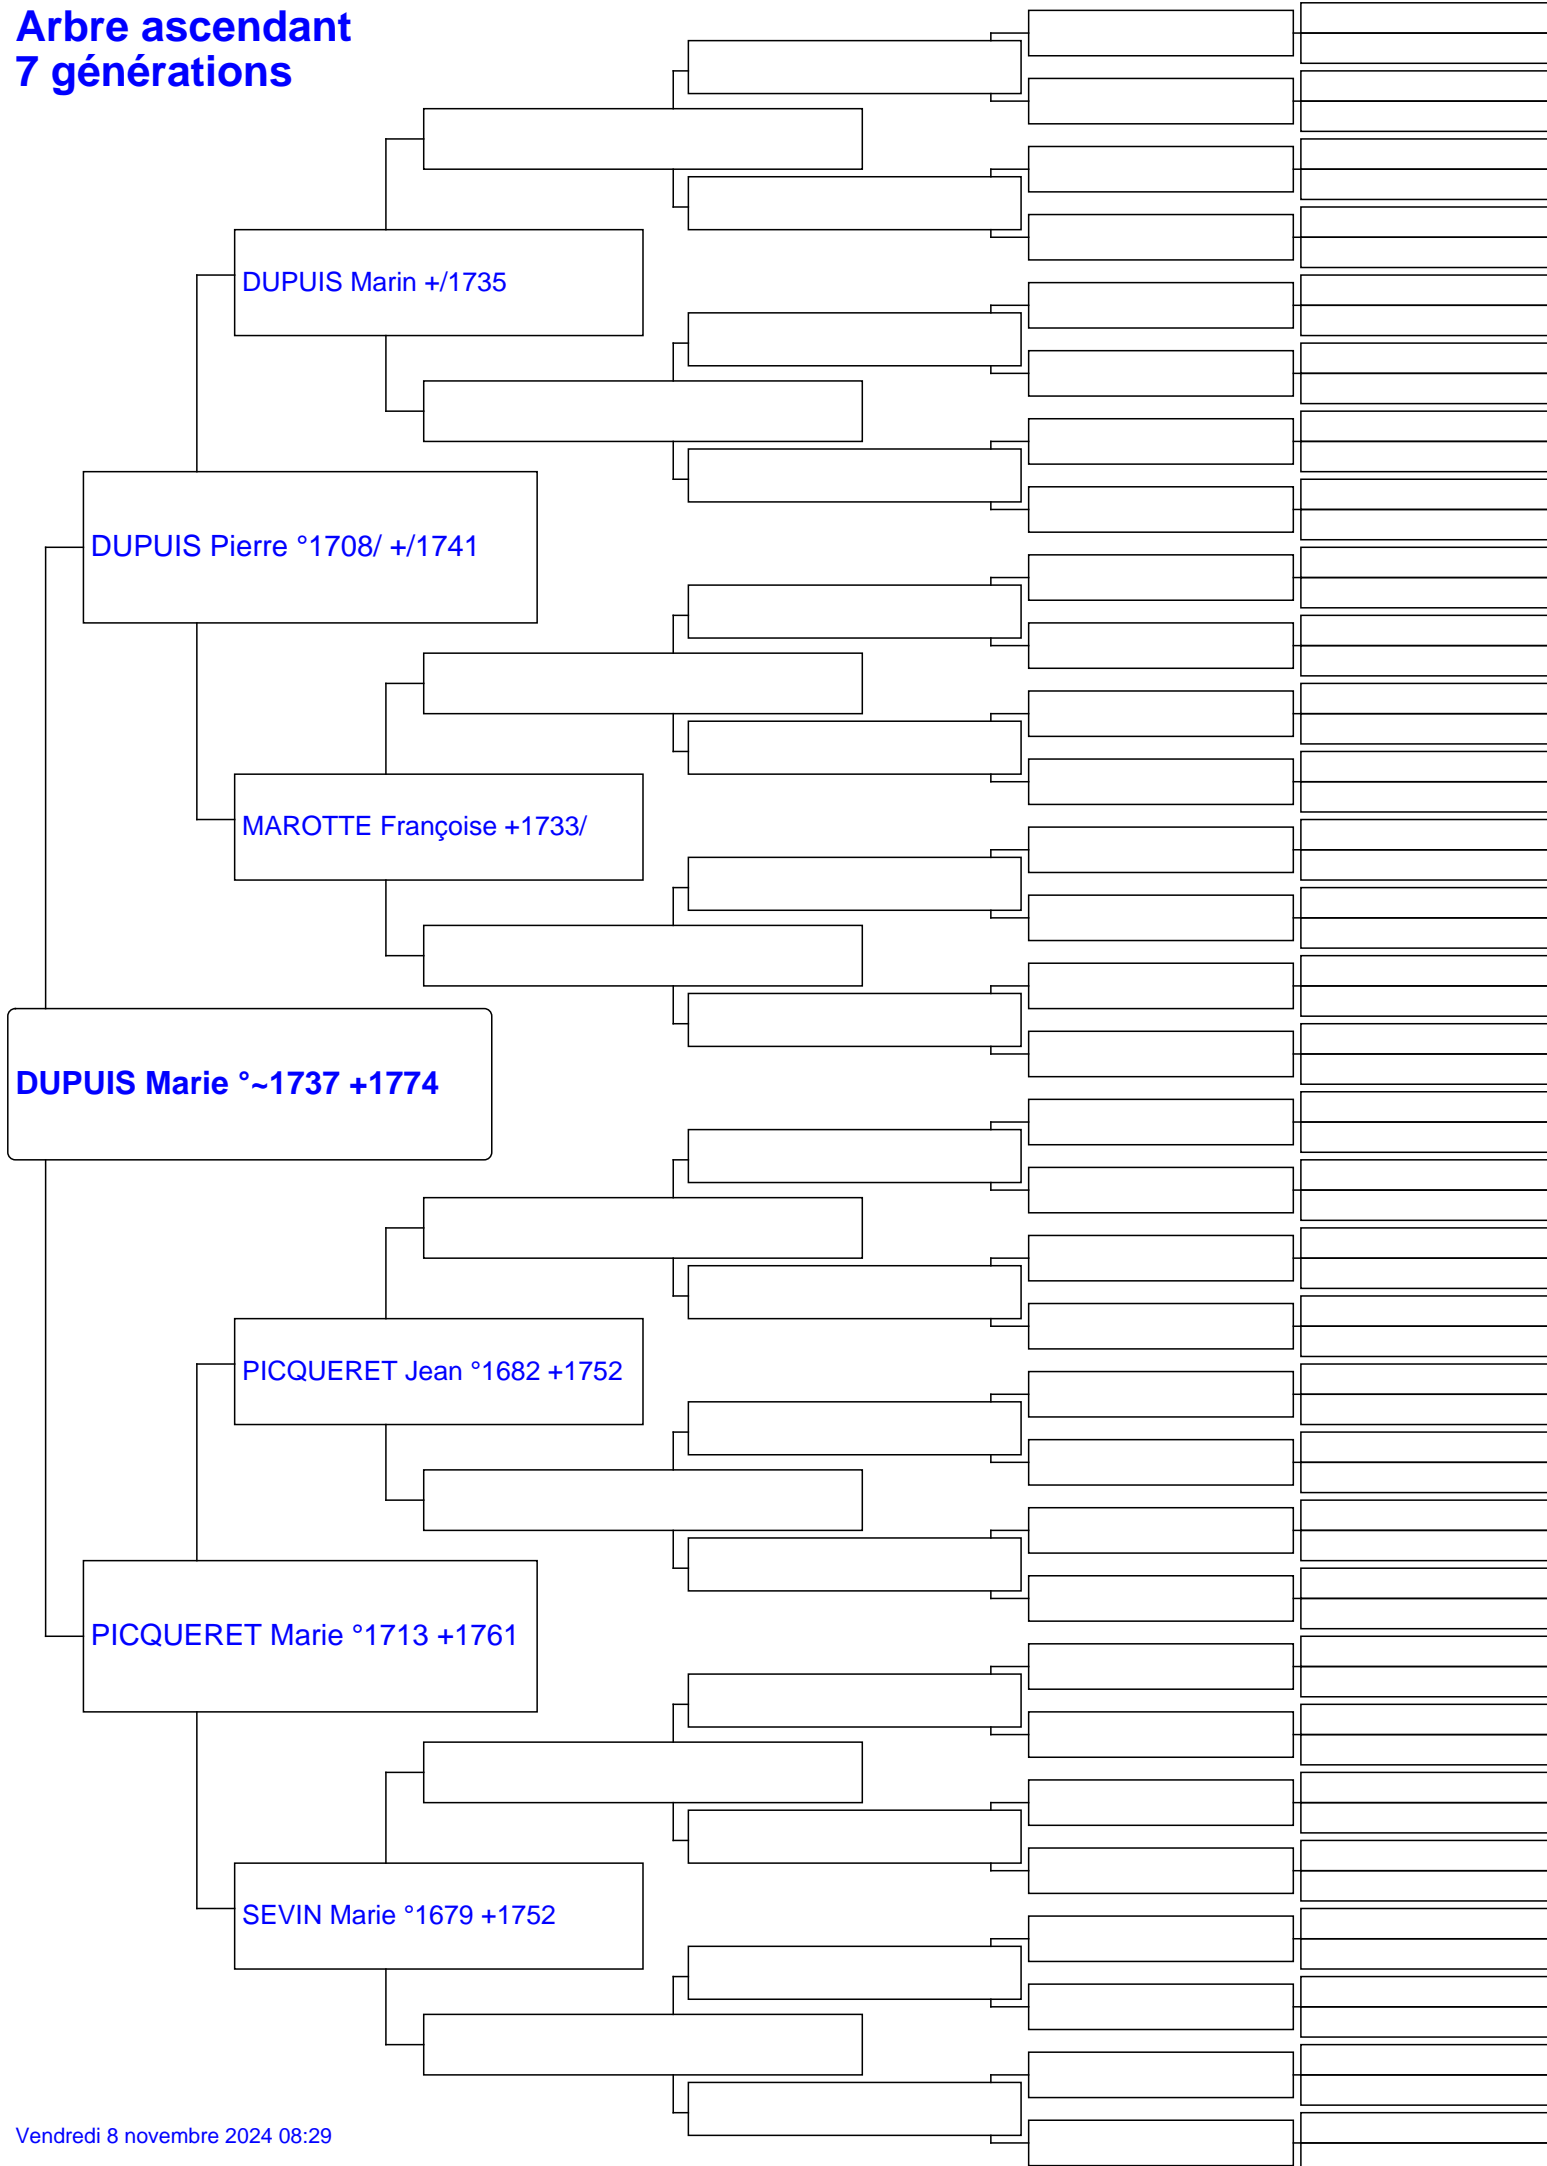 Arbre ascendant
7 générations
DUPUIS Marin +/1735
DUPUIS Pierre °1708/ +/1741
MAROTTE Françoise +1733/
DUPUIS Marie °~1737 +1774
PICQUERET Jean °1682 +1752
PICQUERET Marie °1713 +1761
SEVIN Marie °1679 +1752
Vendredi 8 novembre 2024 08:29